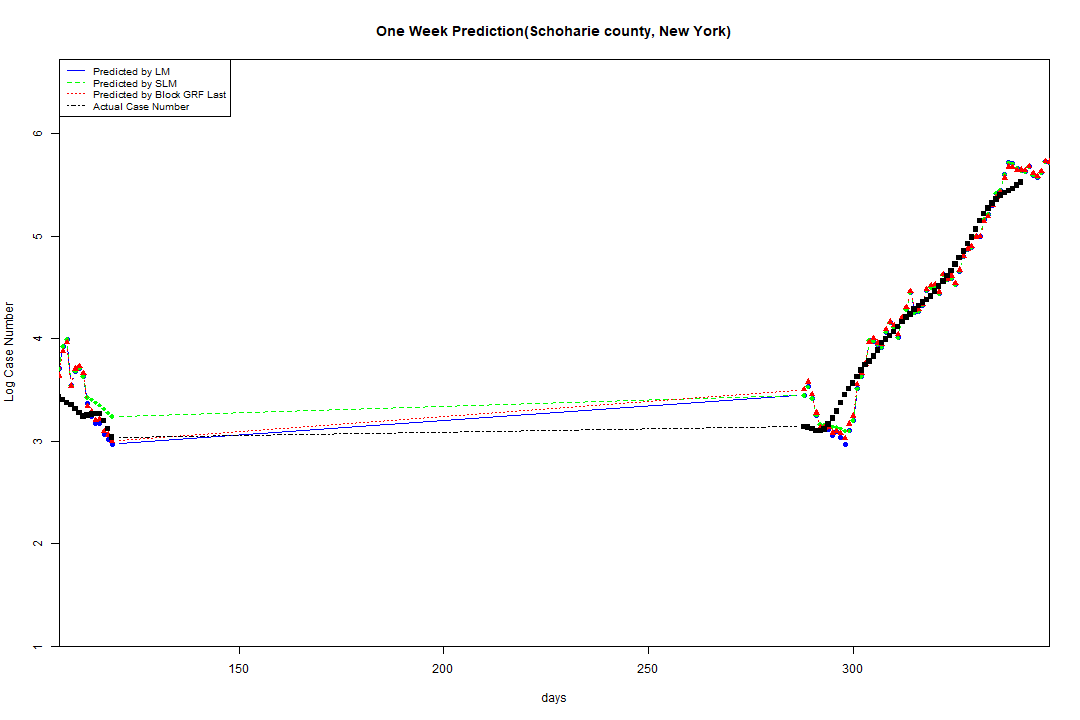 One Week Prediction(Schoharie county, New York)
Predicted by LM
Predicted by SLM
Predicted by Block GRF Last
Actual Case Number
Log Case Number
6
5
4
3
2
1
150 200 250 300
days